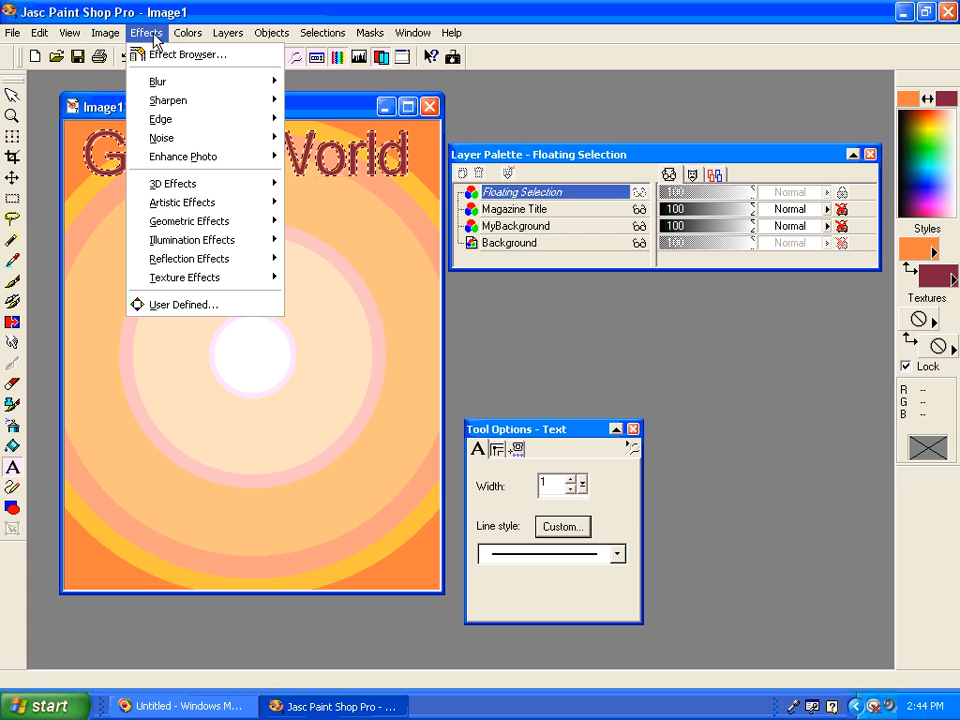 Jasc Paint Shop Pro - Image1
File Edit View Image Effects Colors Layers Objects Selections Masks Window Help
Effect Browser...
Blur
Sharpen
Edge
Noise
Enhance Photo
3D Effects
Artistic Effects
Geometric Effects
Illumination Effects
Reflection Effects
Texture Effects
User Defined...
Image1
G World
Layer Palette - Floating Selection
Floating Selection 100 Normal
Magazine Title 100 Normal
MyBackground 100 Normal
Background 100 Normal
Tool Options - Text
A
Width: 1
Line style: Custom...
Styles
Textures
Lock
R --
G --
B --
A
start Untitled - Windows M... Jasc Paint Shop Pro - ... 2:44 PM